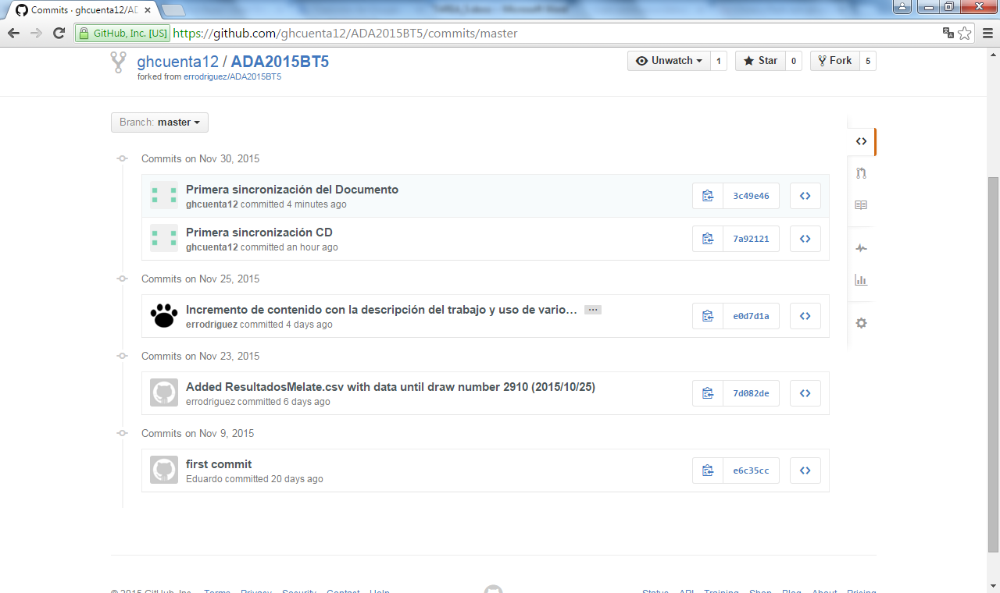 Commits · ghcuenta12/AD
GitHub, Inc. [US] https://github.com/ghcuenta12/ADA2015BT5/commits/master
ghcuenta12 / ADA2015BT5
forked from errodriguez/ADA2015BT5
Unwatch 1 Star 0 Fork 5
Branch: master
Commits on Nov 30, 2015
Primera sincronización del Documento
ghcuenta12 committed 4 minutes ago
3c49e46
Primera sincronización CD
ghcuenta12 committed an hour ago
7a92121
Commits on Nov 25, 2015
Incremento de contenido con la descripción del trabajo y uso de vario… …
errodriguez committed 4 days ago
e0d7d1a
Commits on Nov 23, 2015
Added ResultadosMelate.csv with data until draw number 2910 (2015/10/25)
errodriguez committed 6 days ago
7d082de
Commits on Nov 9, 2015
first commit
Eduardo committed 20 days ago
e6c35cc
© 2015 GitHub, Inc. Terms Privacy Security Contact Help
Status API Training Shop Blog About Pricing